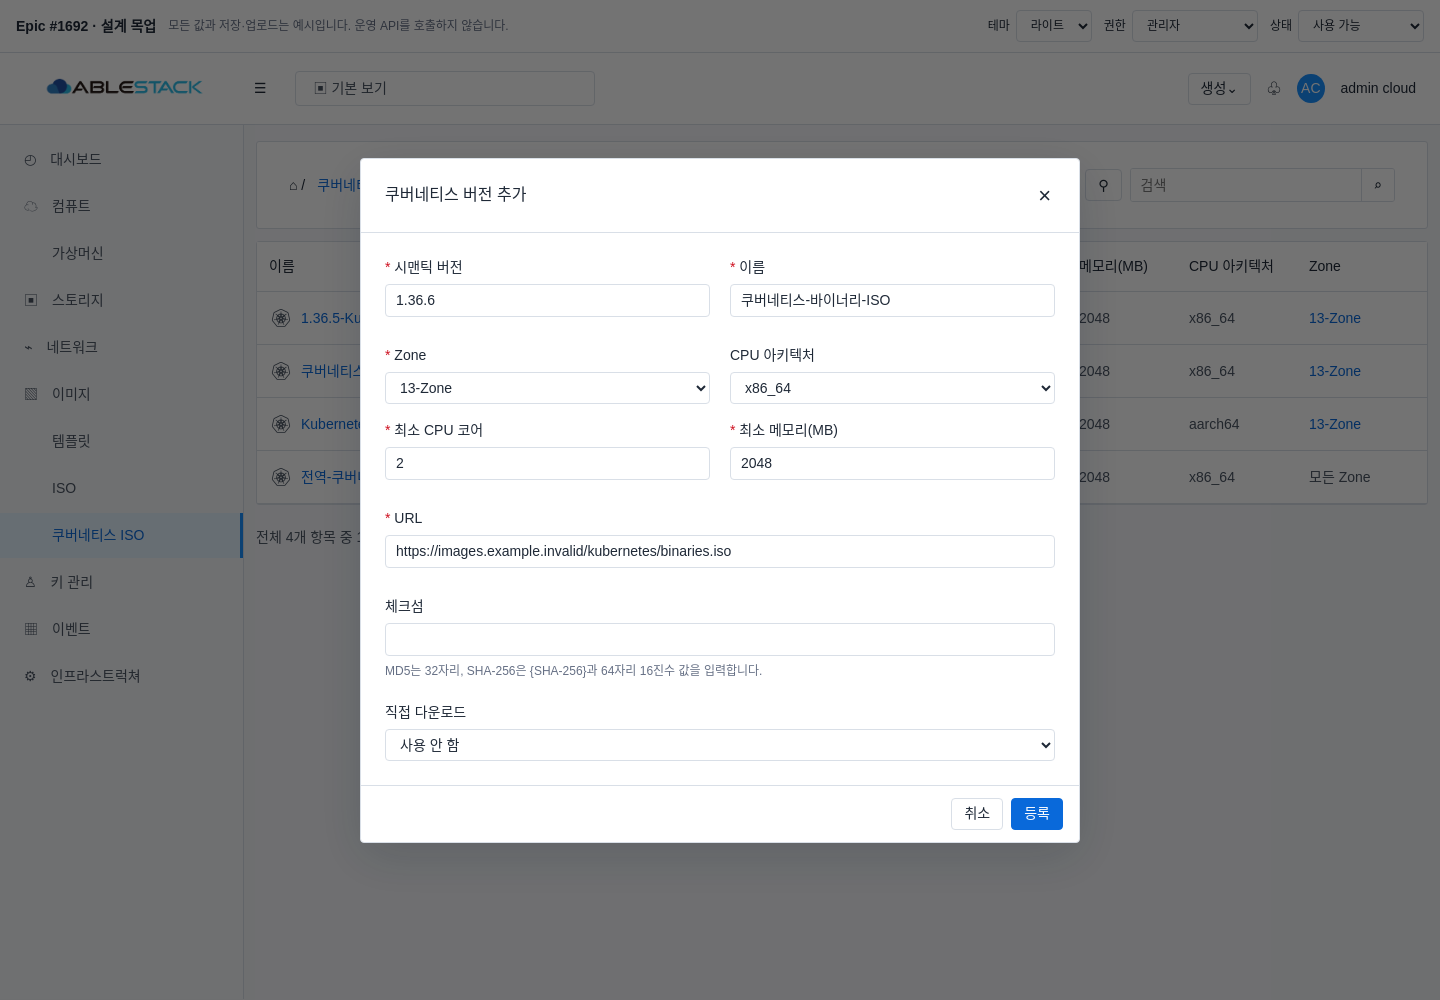 Epic #1692 · 설계 목업 모든 값과 저장·업로드는 예시입니다. 운영 API를 호출하지 않습니다. 테마 라이트 권한 관리자 상태 사용 가능
ABLESTACK ☰ ▣ 기본 보기 생성 AC admin cloud
대시보드
컴퓨트
가상머신
스토리지
네트워크
이미지
템플릿
ISO
쿠버네티스 ISO
키 관리
이벤트
인프라스트럭쳐
⌂ / 쿠버네티 검색
이름 메모리(MB) CPU 아키텍처 Zone
1.36.5-Ku 2048 x86_64 13-Zone
쿠버네티스 2048 x86_64 13-Zone
Kubernete 2048 aarch64 13-Zone
전역-쿠버 2048 x86_64 모든 Zone
전체 4개 항목 중
쿠버네티스 버전 추가 ✕
* 시맨틱 버전 * 이름
1.36.6 쿠버네티스-바이너리-ISO
* Zone CPU 아키텍처
13-Zone x86_64
* 최소 CPU 코어 * 최소 메모리(MB)
2 2048
* URL
https://images.example.invalid/kubernetes/binaries.iso
체크섬
MD5는 32자리, SHA-256은 {SHA-256}과 64자리 16진수 값을 입력합니다.
직접 다운로드
사용 안 함
취소 등록